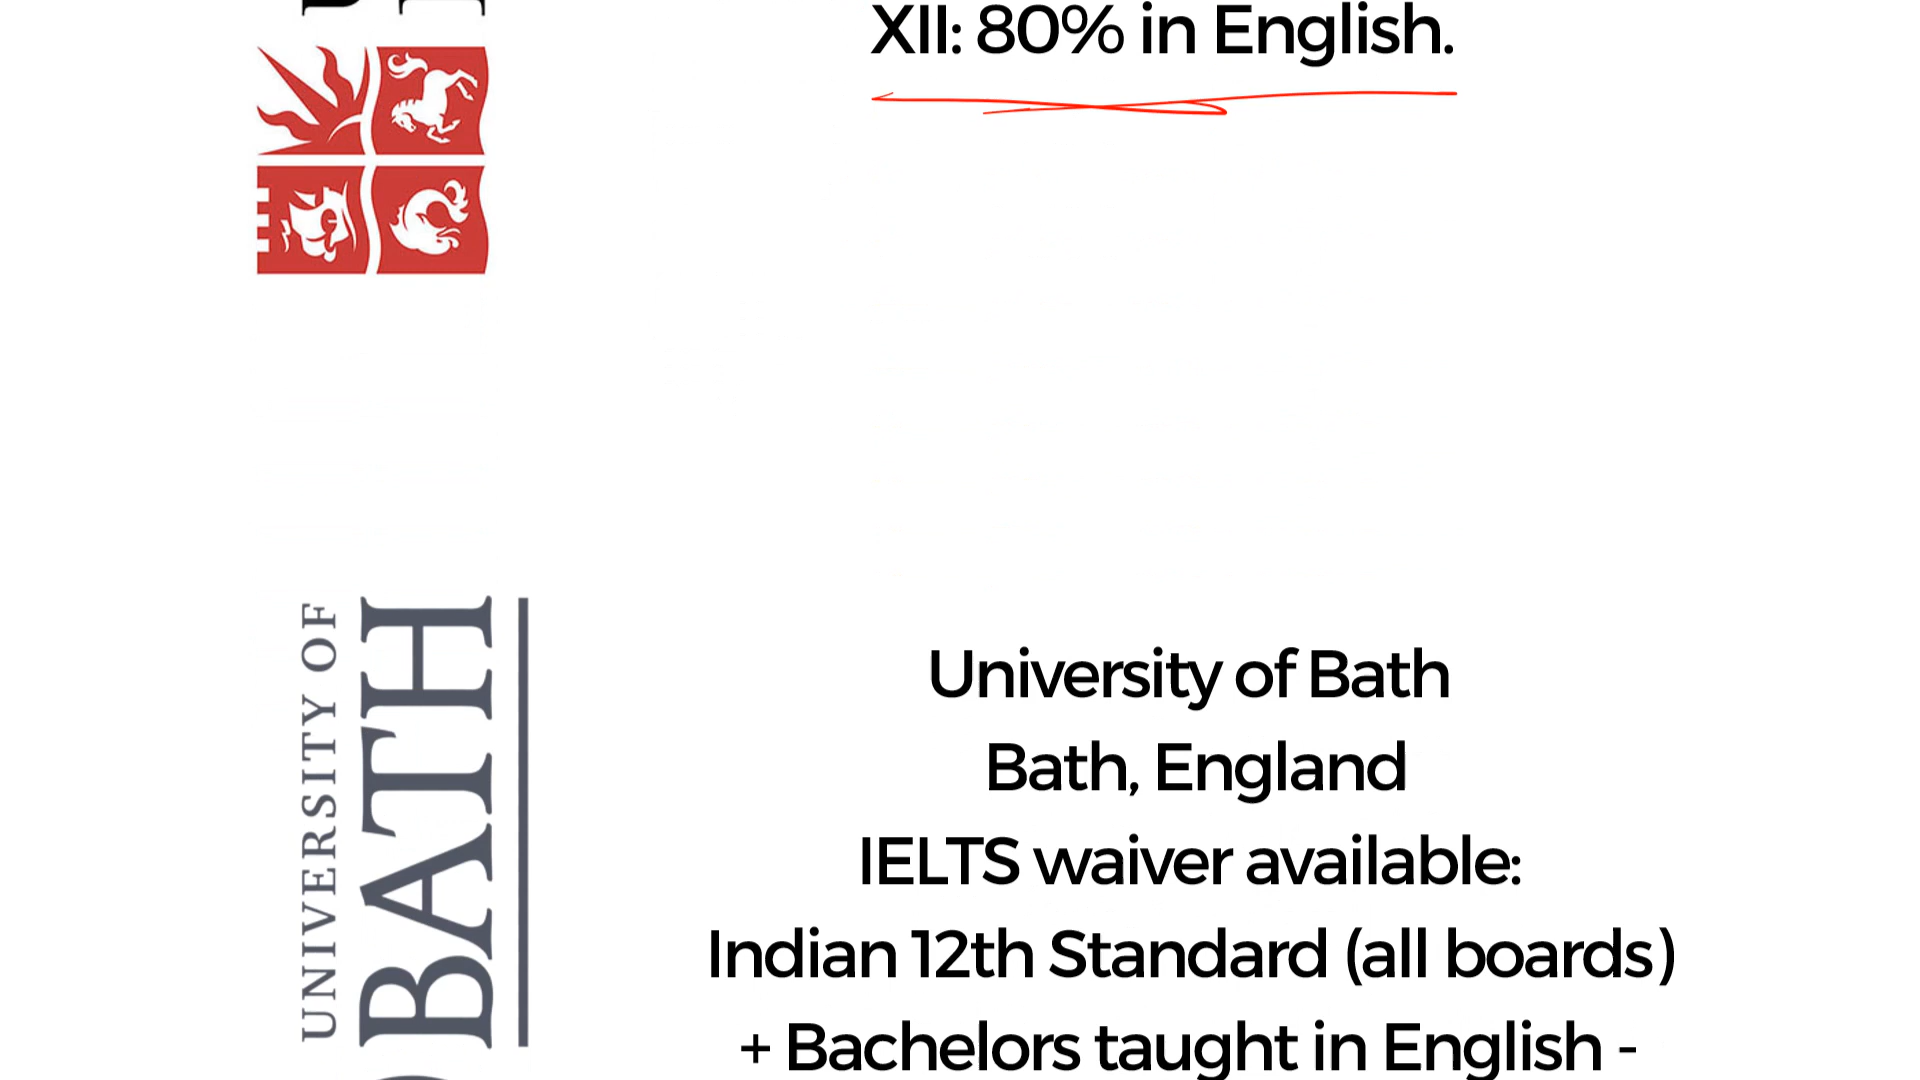 XII: 80% in English.
UNIVERSITY OF
BATH
University of Bath
Bath, England
IELTS waiver available:
Indian 12th Standard (all boards)
+ Bachelors taught in English -